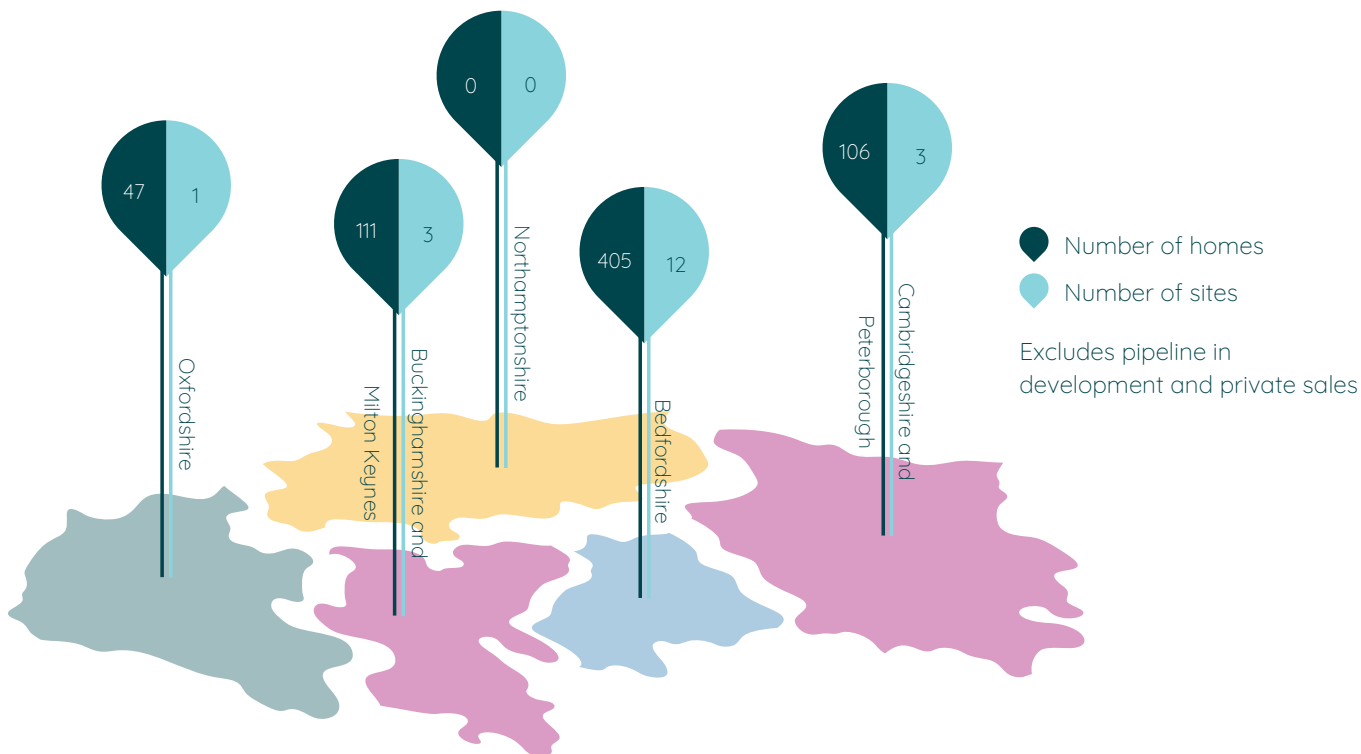 0 0
106 3
47 1
111 3
405 12
Oxfordshire
Buckinghamshire and
Milton Keynes
Northamptonshire
Bedfordshire
Cambridgeshire and
Peterborough
Number of homes
Number of sites
Excludes pipeline in
development and private sales